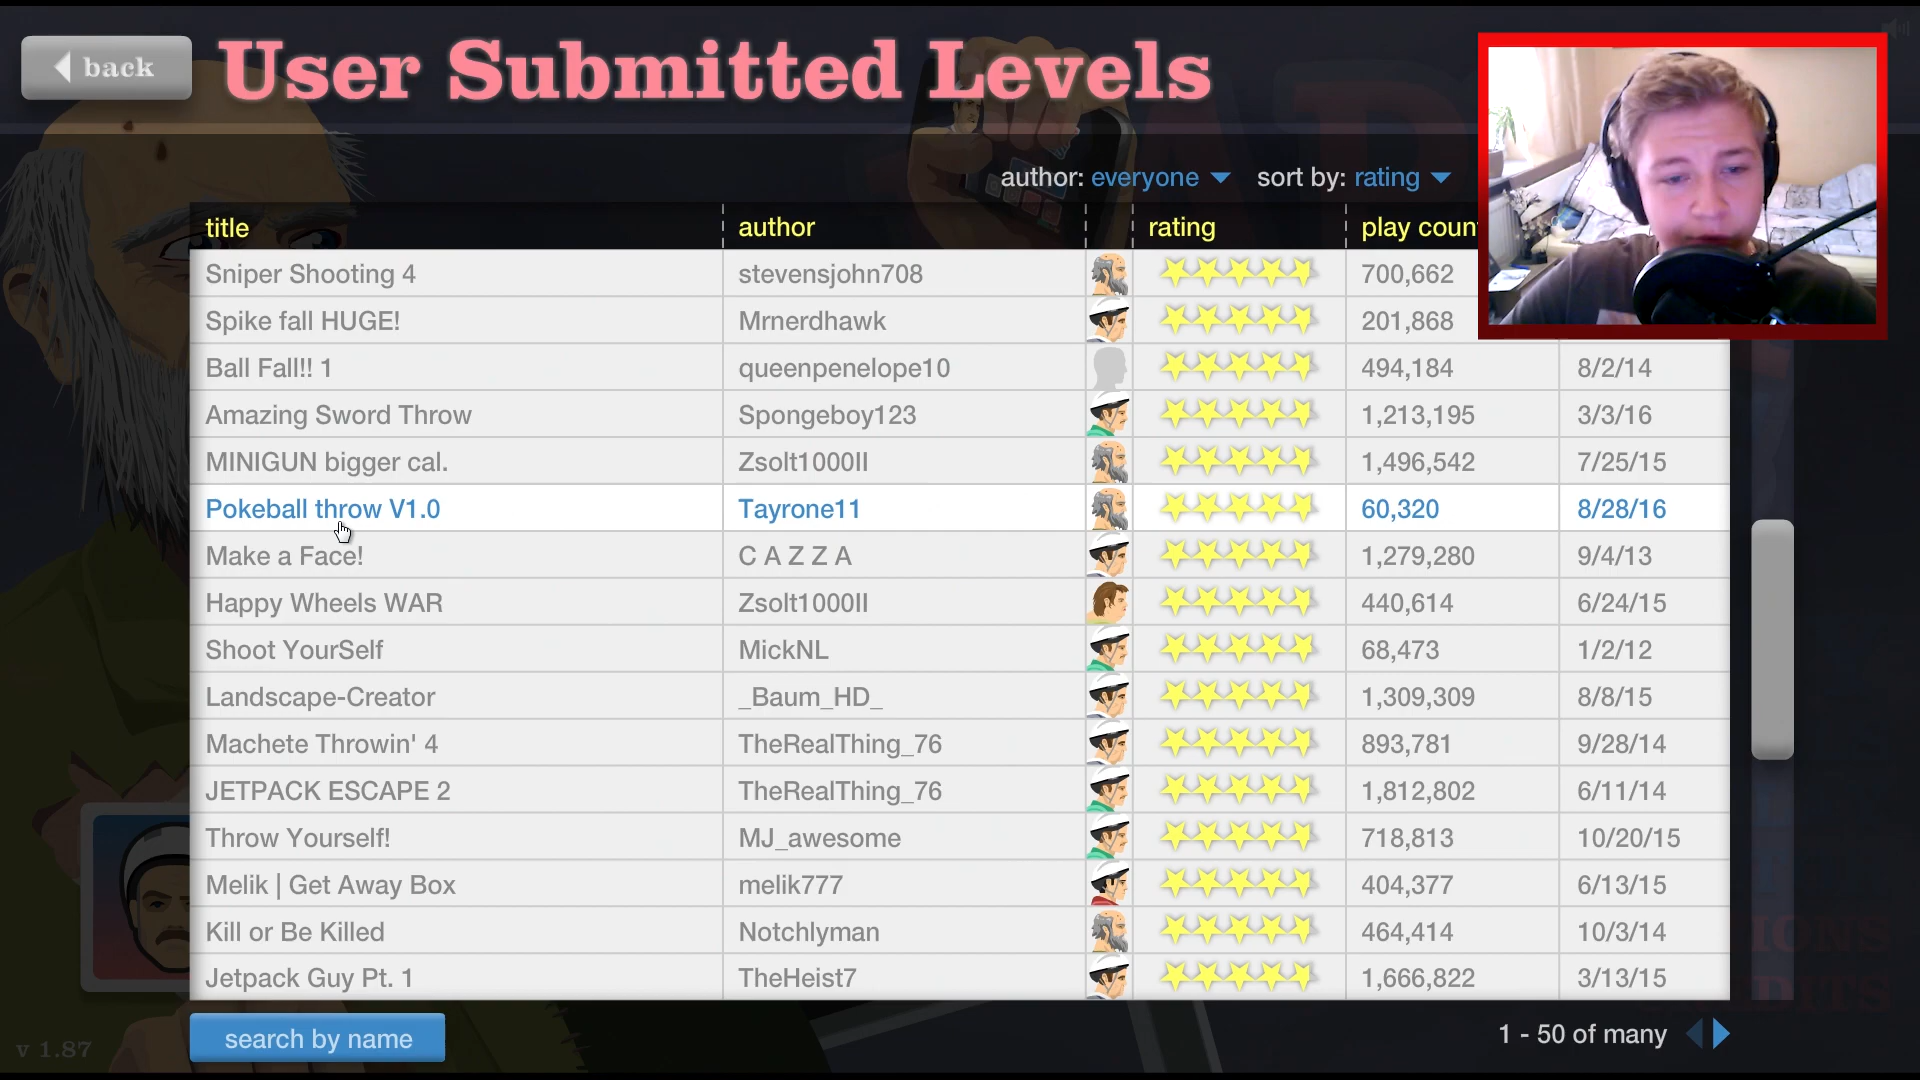 back
User Submitted Levels
author: everyone sort by: rating
title author rating play coun
Sniper Shooting 4 stevensjohn708 700,662
Spike fall HUGE! Mrnerdhawk 201,868
Ball Fall!! 1 queenpenelope10 494,184 8/2/14
Amazing Sword Throw Spongeboy123 1,213,195 3/3/16
MINIGUN bigger cal. Zsolt1000II 1,496,542 7/25/15
Pokeball throw V1.0 Tayrone11 60,320 8/28/16
Make a Face! C A Z Z A 1,279,280 9/4/13
Happy Wheels WAR Zsolt1000II 440,614 6/24/15
Shoot YourSelf MickNL 68,473 1/2/12
Landscape-Creator _Baum_HD_ 1,309,309 8/8/15
Machete Throwin' 4 TheRealThing_76 893,781 9/28/14
JETPACK ESCAPE 2 TheRealThing_76 1,812,802 6/11/14
Throw Yourself! MJ_awesome 718,813 10/20/15
Melik | Get Away Box melik777 404,377 6/13/15
Kill or Be Killed Notchlyman 464,414 10/3/14
Jetpack Guy Pt. 1 TheHeist7 1,666,822 3/13/15
search by name
1 - 50 of many
v 1.87